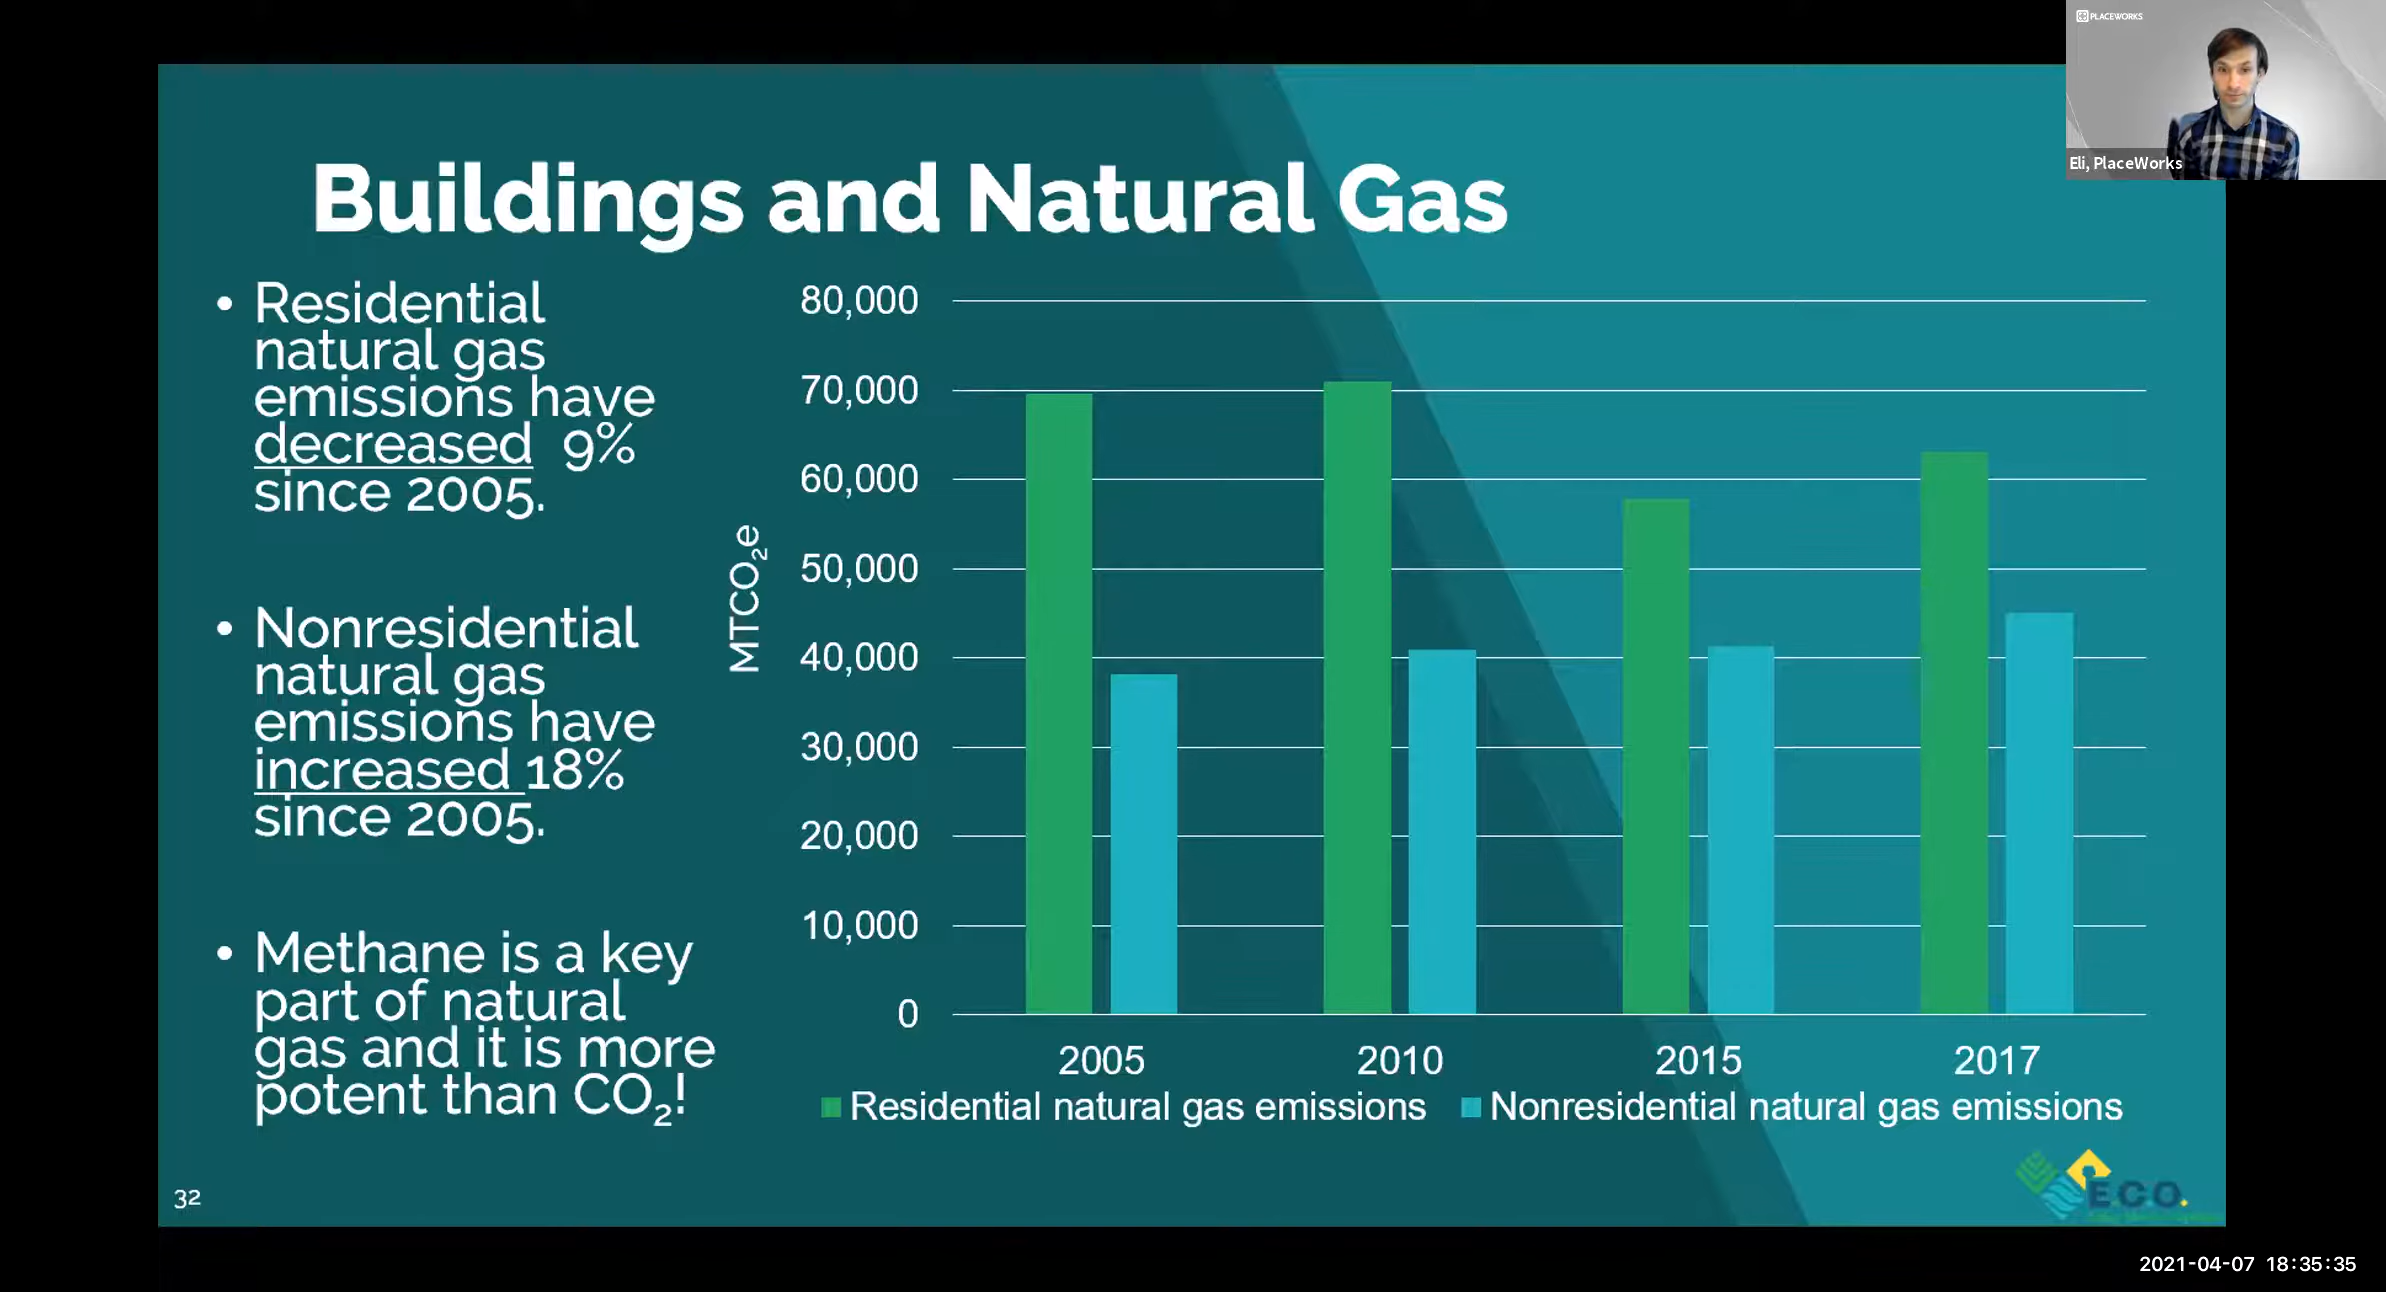 PLACEWORKS
Eli, PlaceWorks
Buildings and Natural Gas
• Residential
natural gas
emissions have
decreased 9%
since 2005.
• Nonresidential
natural gas
emissions have
increased 18%
since 2005.
• Methane is a key
part of natural
gas and it is more
potent than CO₂!
MTCO₂e
80,000
70,000
60,000
50,000
40,000
30,000
20,000
10,000
0
2005 2010 2015 2017
Residential natural gas emissions Nonresidential natural gas emissions
32
E.C.O.
2021-04-07 18:35:35